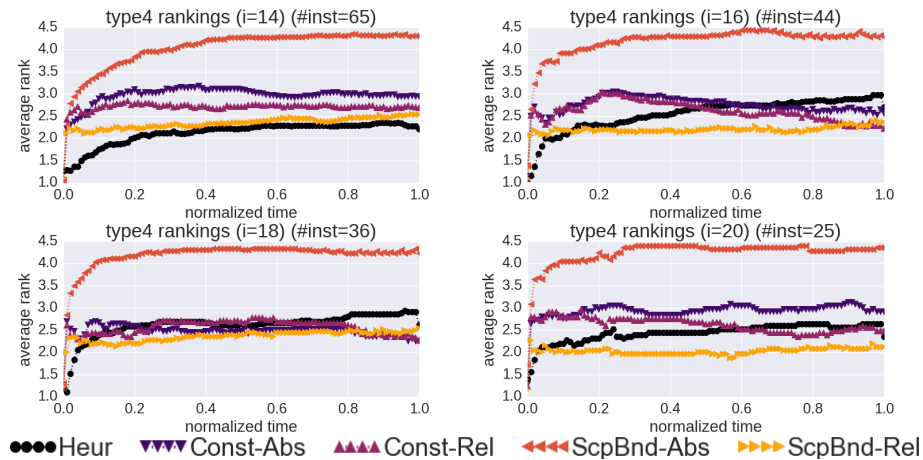 type4 rankings (i=14) (#inst=65)
4.5
4.0
3.5
3.0
2.5
2.0
1.5
1.0
average rank
0.0 0.2 0.4 0.6 0.8 1.0
normalized time
type4 rankings (i=16) (#inst=44)
4.5
4.0
3.5
3.0
2.5
2.0
1.5
1.0
average rank
0.0 0.2 0.4 0.6 0.8 1.0
normalized time
type4 rankings (i=18) (#inst=36)
4.5
4.0
3.5
3.0
2.5
2.0
1.5
1.0
average rank
0.0 0.2 0.4 0.6 0.8 1.0
normalized time
type4 rankings (i=20) (#inst=25)
4.5
4.0
3.5
3.0
2.5
2.0
1.5
1.0
average rank
0.0 0.2 0.4 0.6 0.8 1.0
normalized time
Heur Const-Abs Const-Rel ScpBnd-Abs ScpBnd-Rel